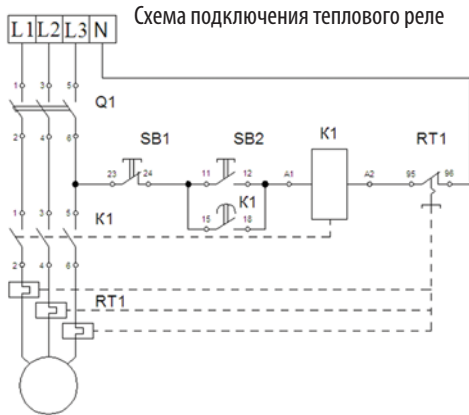 Схема подключения теплового реле
L1 L2 L3 N
1 3 5
Q1
2 4 6
SB1 SB2 K1 RT1
23 24 11 12 A1 A2 95 96
K1
15 18
1 3 5
K1
2 4 6
RT1